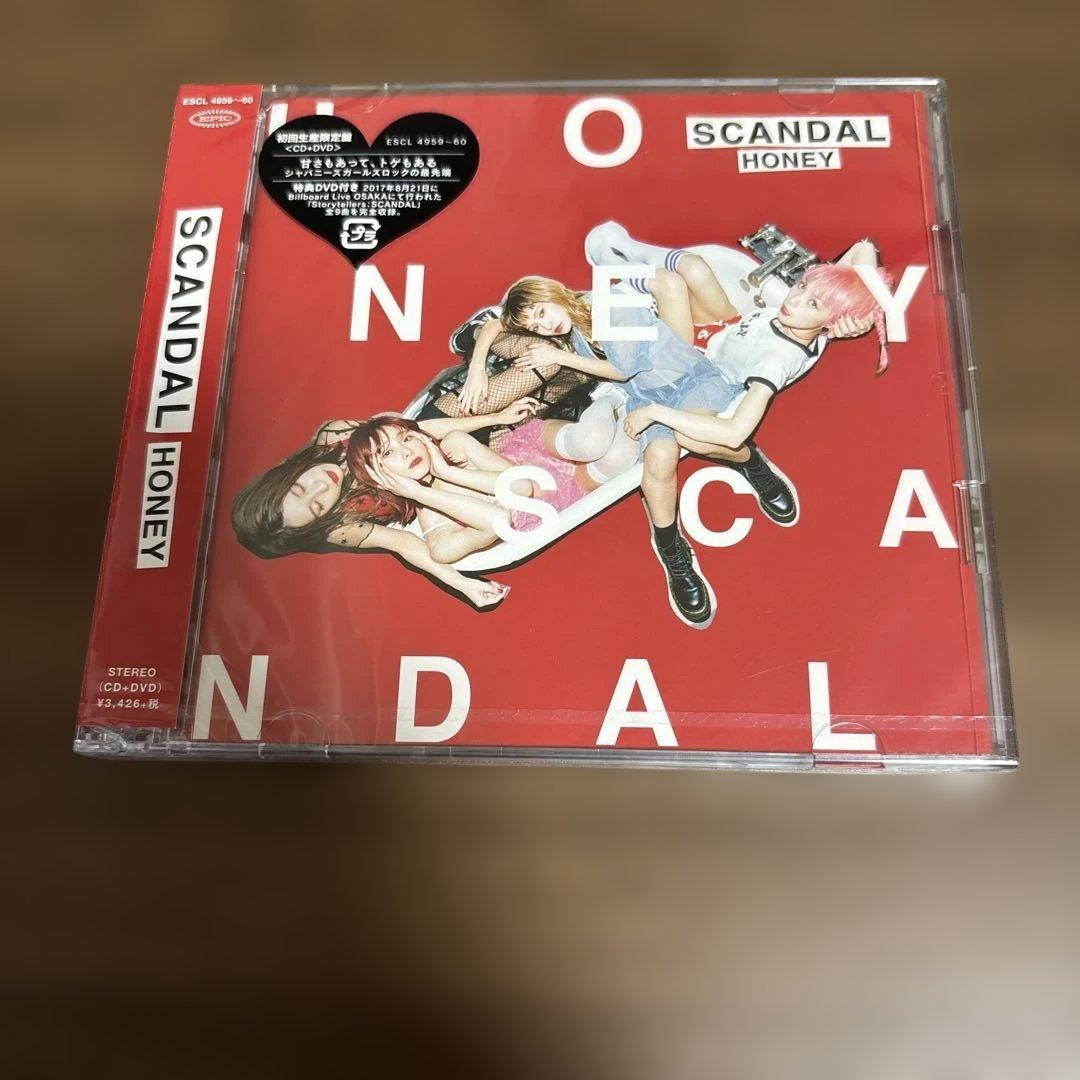 ESCL 4959～60
EPIC
SCANDAL
HONEY
STEREO
(CD+DVD)
¥3,426+税
初回生産限定盤
<CD+DVD>
ESCL 4959～60
甘さもあって、トゲもある
ジャパニーズガールズロックの最先端
特典DVD付き 2017年8月21日に
Billboard Live OSAKAにて行われた
「Storytellers:SCANDAL」
全9曲を完全収録。
プラ
SCANDAL
HONEY
H O
N E Y
S C A
N D A L